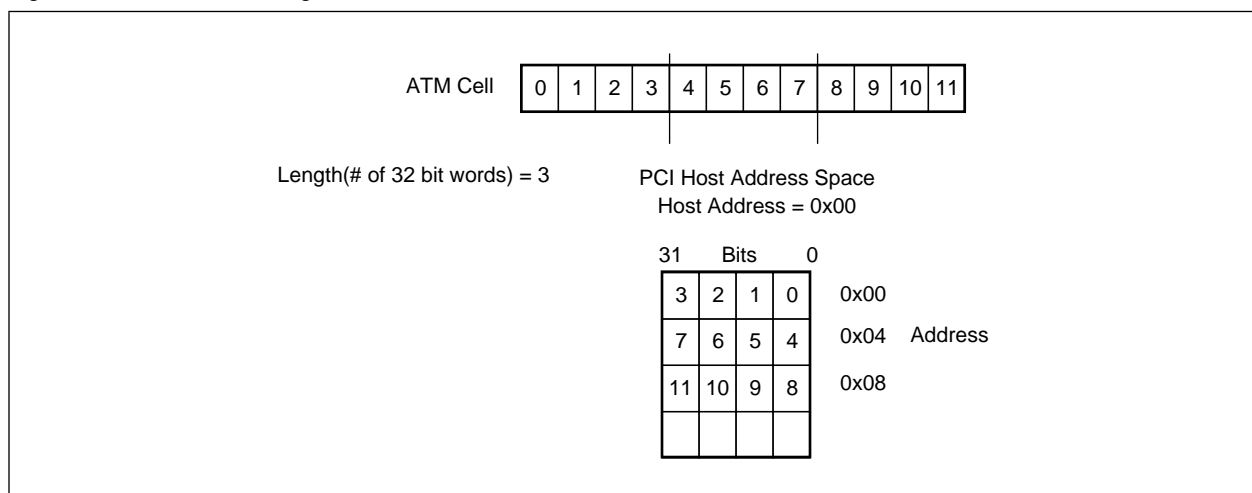 ATM Cell 0 1 2 3 4 5 6 7 8 9 10 11
Length(# of 32 bit words) = 3
PCI Host Address Space
Host Address = 0x00
31 Bits 0
3 2 1 0 0x00
7 6 5 4 0x04 Address
11 10 9 8 0x08